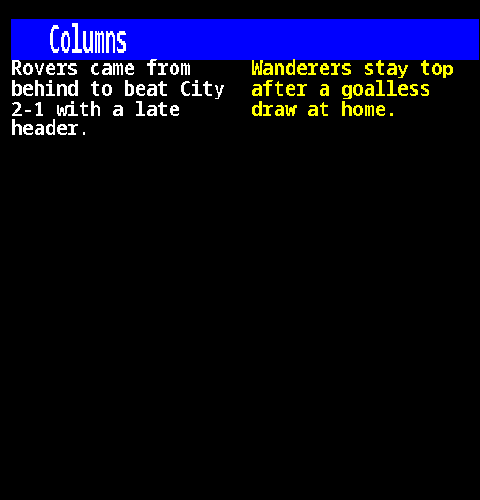 Columns
Rovers came from
behind to beat City
2-1 with a late
header.
Wanderers stay top
after a goalless
draw at home.